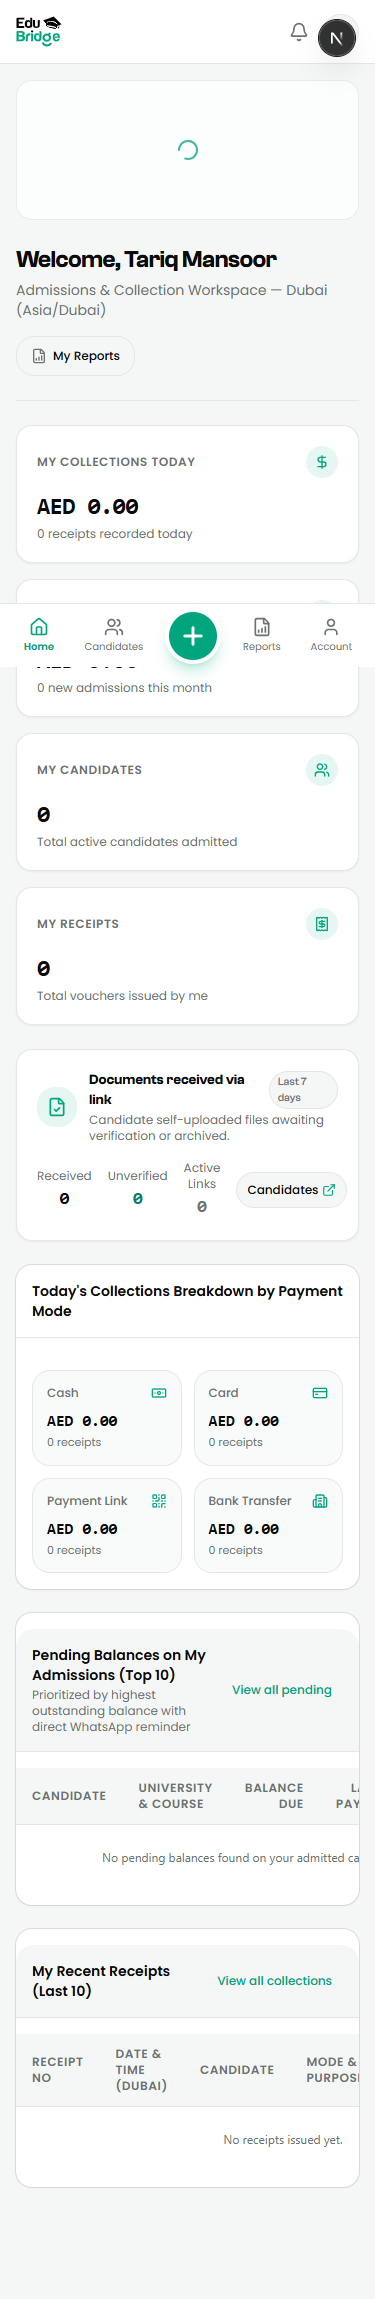 Edu
Bridge
N
Welcome, Tariq Mansoor
Admissions & Collection Workspace — Dubai
(Asia/Dubai)
My Reports
MY COLLECTIONS TODAY
AED 0.00
0 receipts recorded today
Home
Candidates
Reports
Account
0 new admissions this month
MY CANDIDATES
0
Total active candidates admitted
MY RECEIPTS
0
Total vouchers issued by me
Documents received via
link
Last 7
days
Candidate self-uploaded files awaiting
verification or archived.
Received
0
Unverified
0
Active
Links
0
Candidates
Today's Collections Breakdown by Payment
Mode
Cash
AED 0.00
0 receipts
Card
AED 0.00
0 receipts
Payment Link
AED 0.00
0 receipts
Bank Transfer
AED 0.00
0 receipts
Pending Balances on My
Admissions (Top 10)
Prioritized by highest
outstanding balance with
direct WhatsApp reminder
View all pending
CANDIDATE
UNIVERSITY
& COURSE
BALANCE
DUE
No pending balances found on your admitted
My Recent Receipts
(Last 10)
View all collections
RECEIPT
NO
DATE &
TIME
(DUBAI)
CANDIDATE
MODE &
No receipts issued yet.